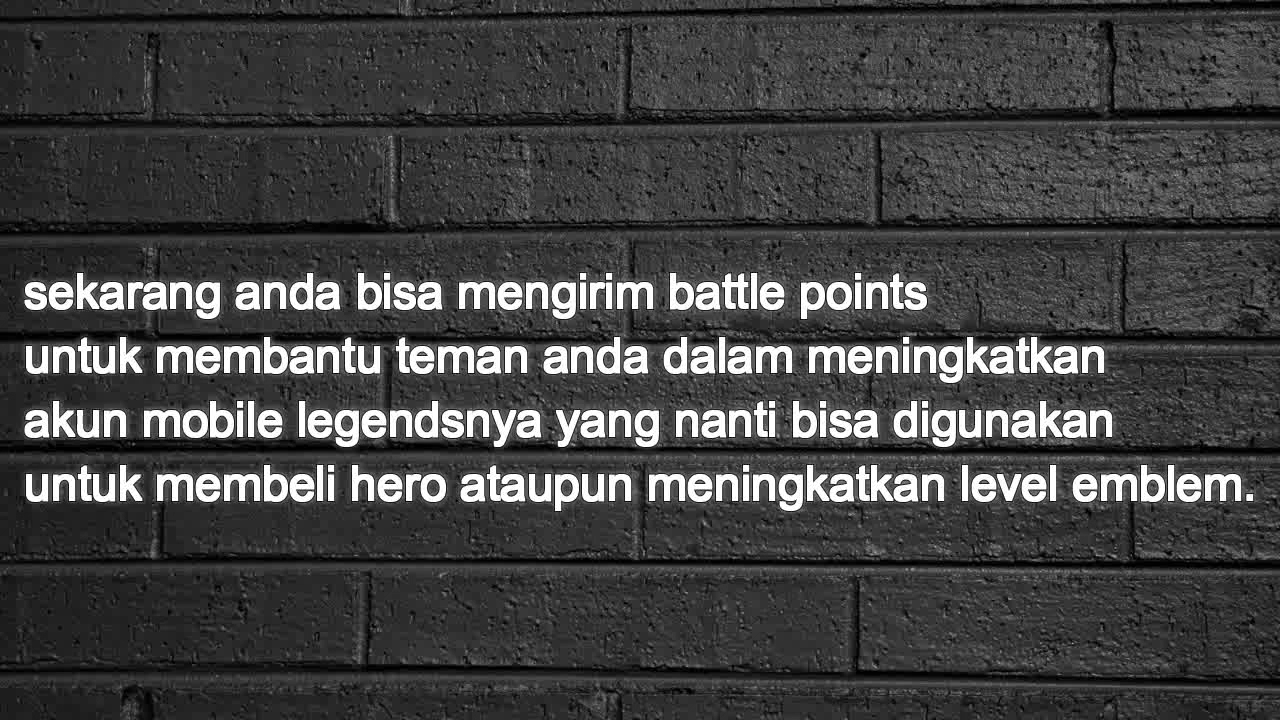 sekarang anda bisa mengirim battle points
untuk membantu teman anda dalam meningkatkan
akun mobile legendsnya yang nanti bisa digunakan
untuk membeli hero ataupun meningkatkan level emblem.